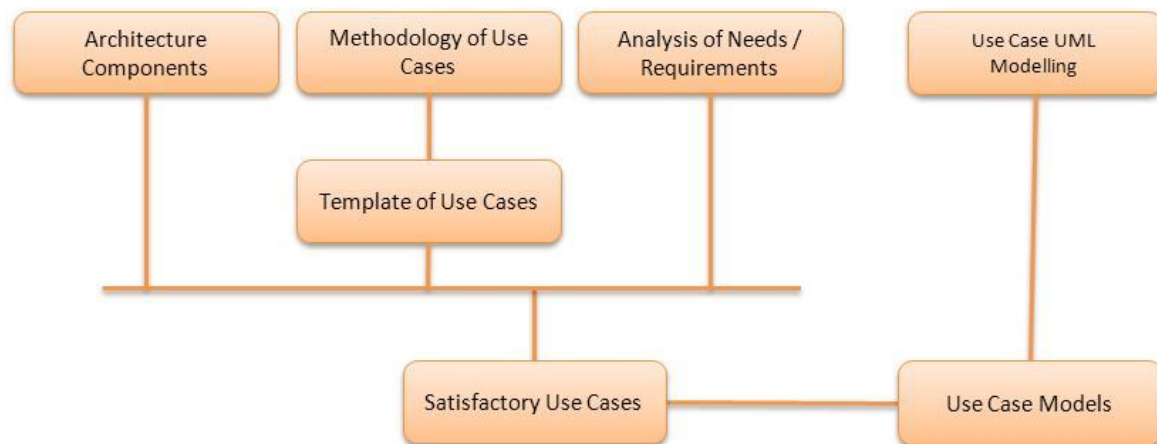 Architecture
Components
Methodology of Use
Cases
Analysis of Needs /
Requirements
Use Case UML
Modelling
Template of Use Cases
Satisfactory Use Cases
Use Case Models